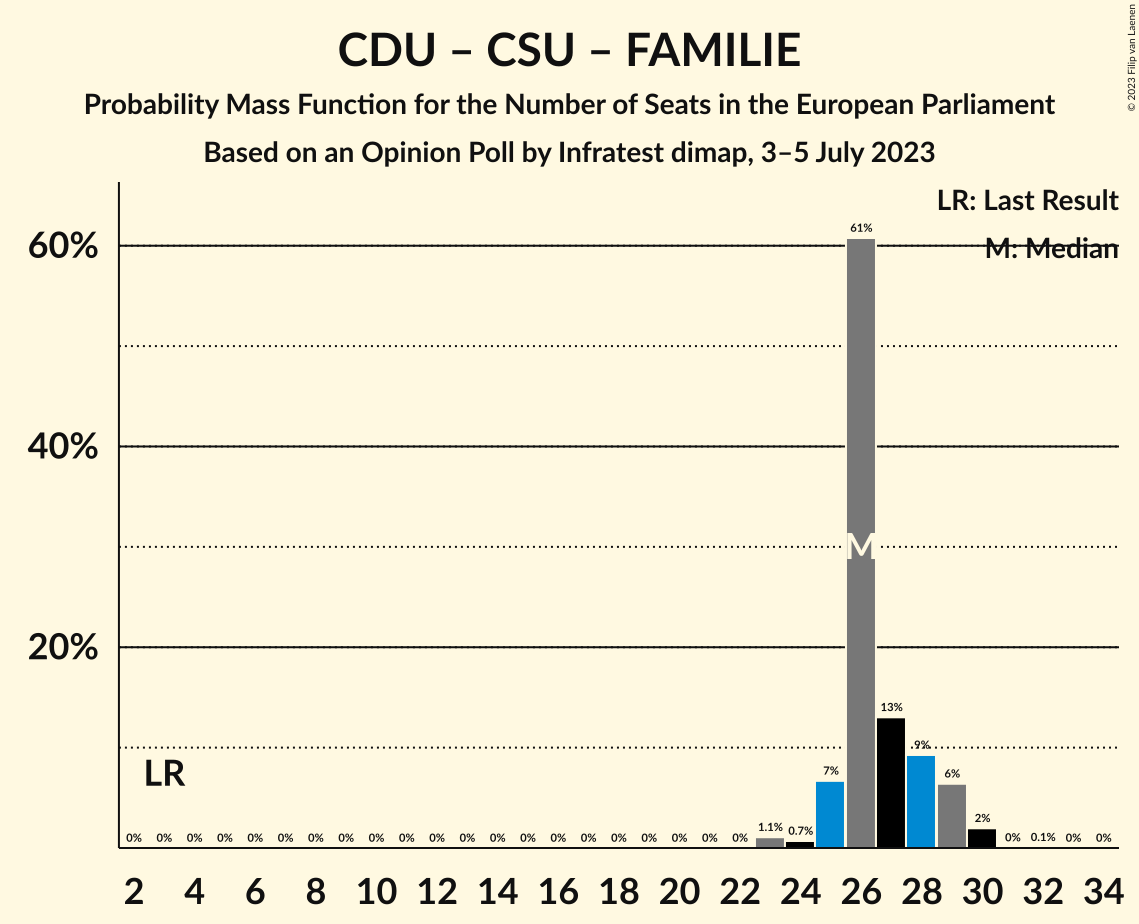 CDU – CSU – FAMILIE
Probability Mass Function for the Number of Seats in the European Parliament
Based on an Opinion Poll by Infratest dimap, 3–5 July 2023
© 2023 Filip van Laenen
LR: Last Result
M: Median
60%
40%
20%
61%
M
13%
9%
7%
6%
2%
1.1%
0.7%
LR
0% 0% 0% 0% 0% 0% 0% 0% 0% 0% 0% 0% 0% 0% 0% 0% 0% 0% 0% 0% 0% 0% 0.1% 0% 0%
2 4 6 8 10 12 14 16 18 20 22 24 26 28 30 32 34